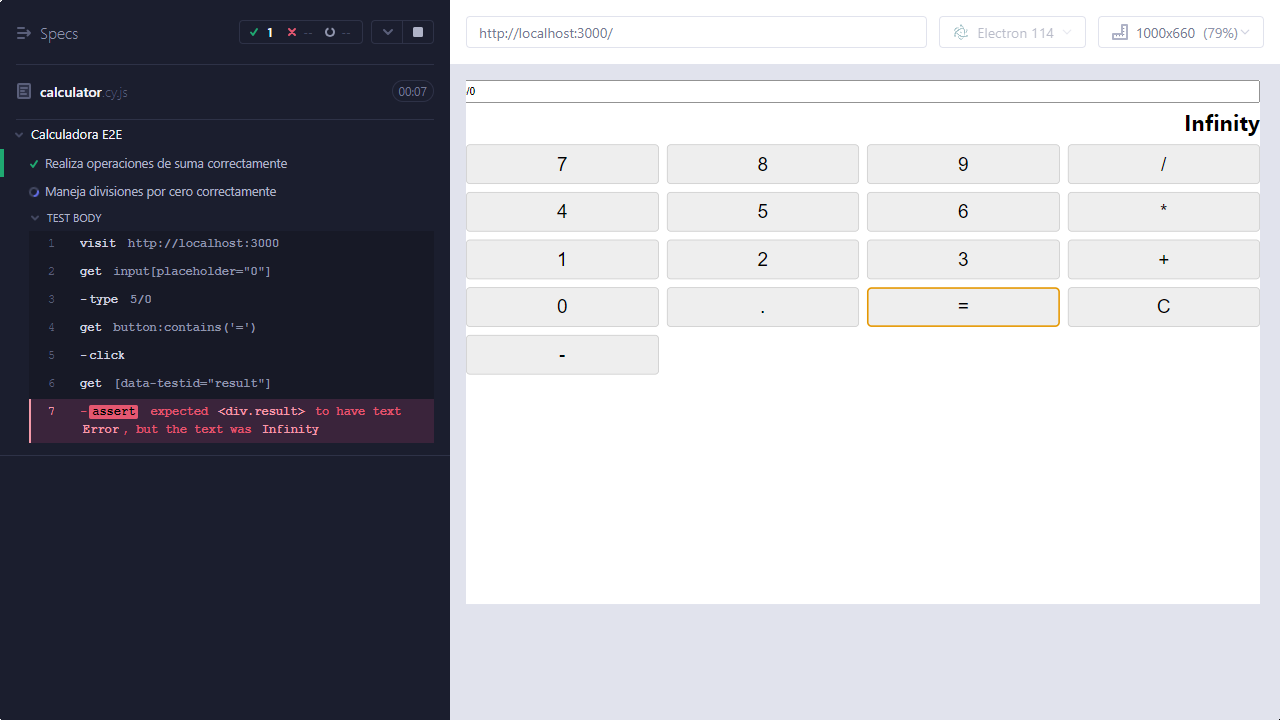 Specs
1
--
--
http://localhost:3000/
Electron 114
1000x660 (79%)
calculator.cy.js
00:07
Calculadora E2E
Realiza operaciones de suma correctamente
Maneja divisiones por cero correctamente
TEST BODY
1 visit http://localhost:3000
2 get input[placeholder="0"]
3 -type 5/0
4 get button:contains('=')
5 -click
6 get [data-testid="result"]
7 -assert expected <div.result> to have text
Error, but the text was Infinity
/0
Infinity
7 8 9 /
4 5 6 *
1 2 3 +
0 . = C
-